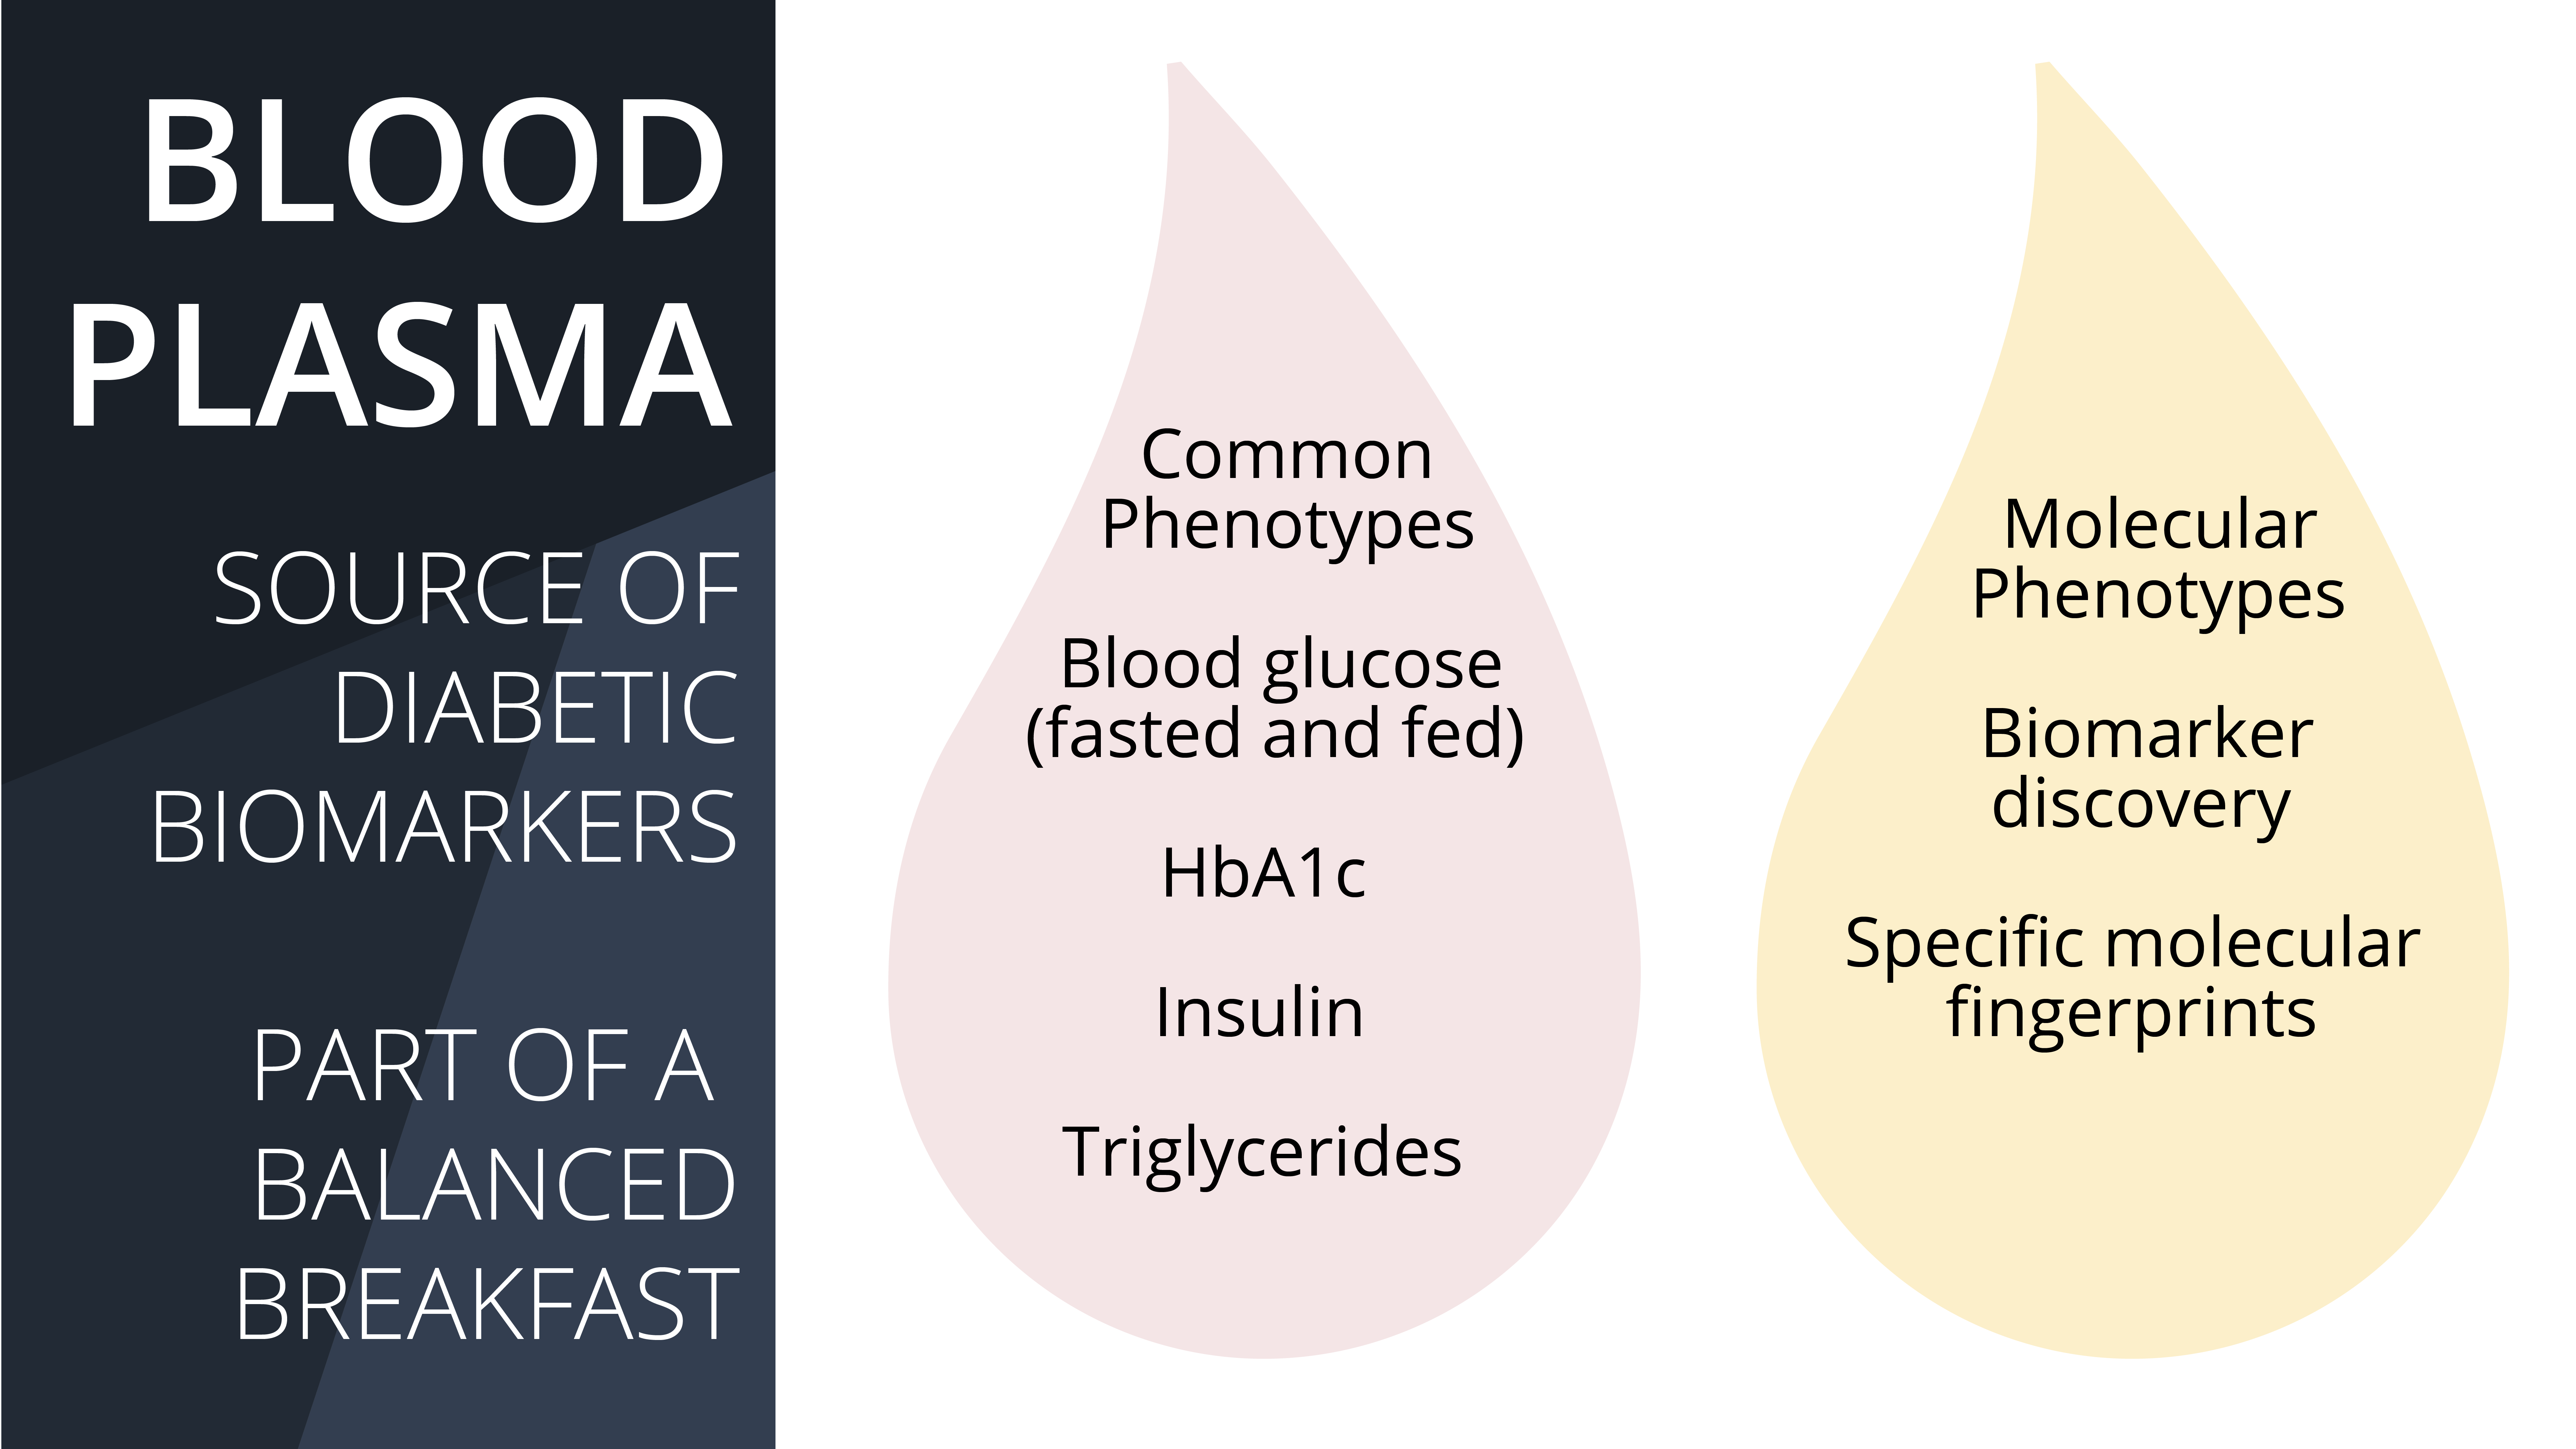 BLOOD
PLASMA
SOURCE OF
DIABETIC
BIOMARKERS
PART OF A
BALANCED
BREAKFAST
Common
Phenotypes
Blood glucose
(fasted and fed)
HbA1c
Insulin
Triglycerides
Molecular
Phenotypes
Biomarker
discovery
Specific molecular
fingerprints